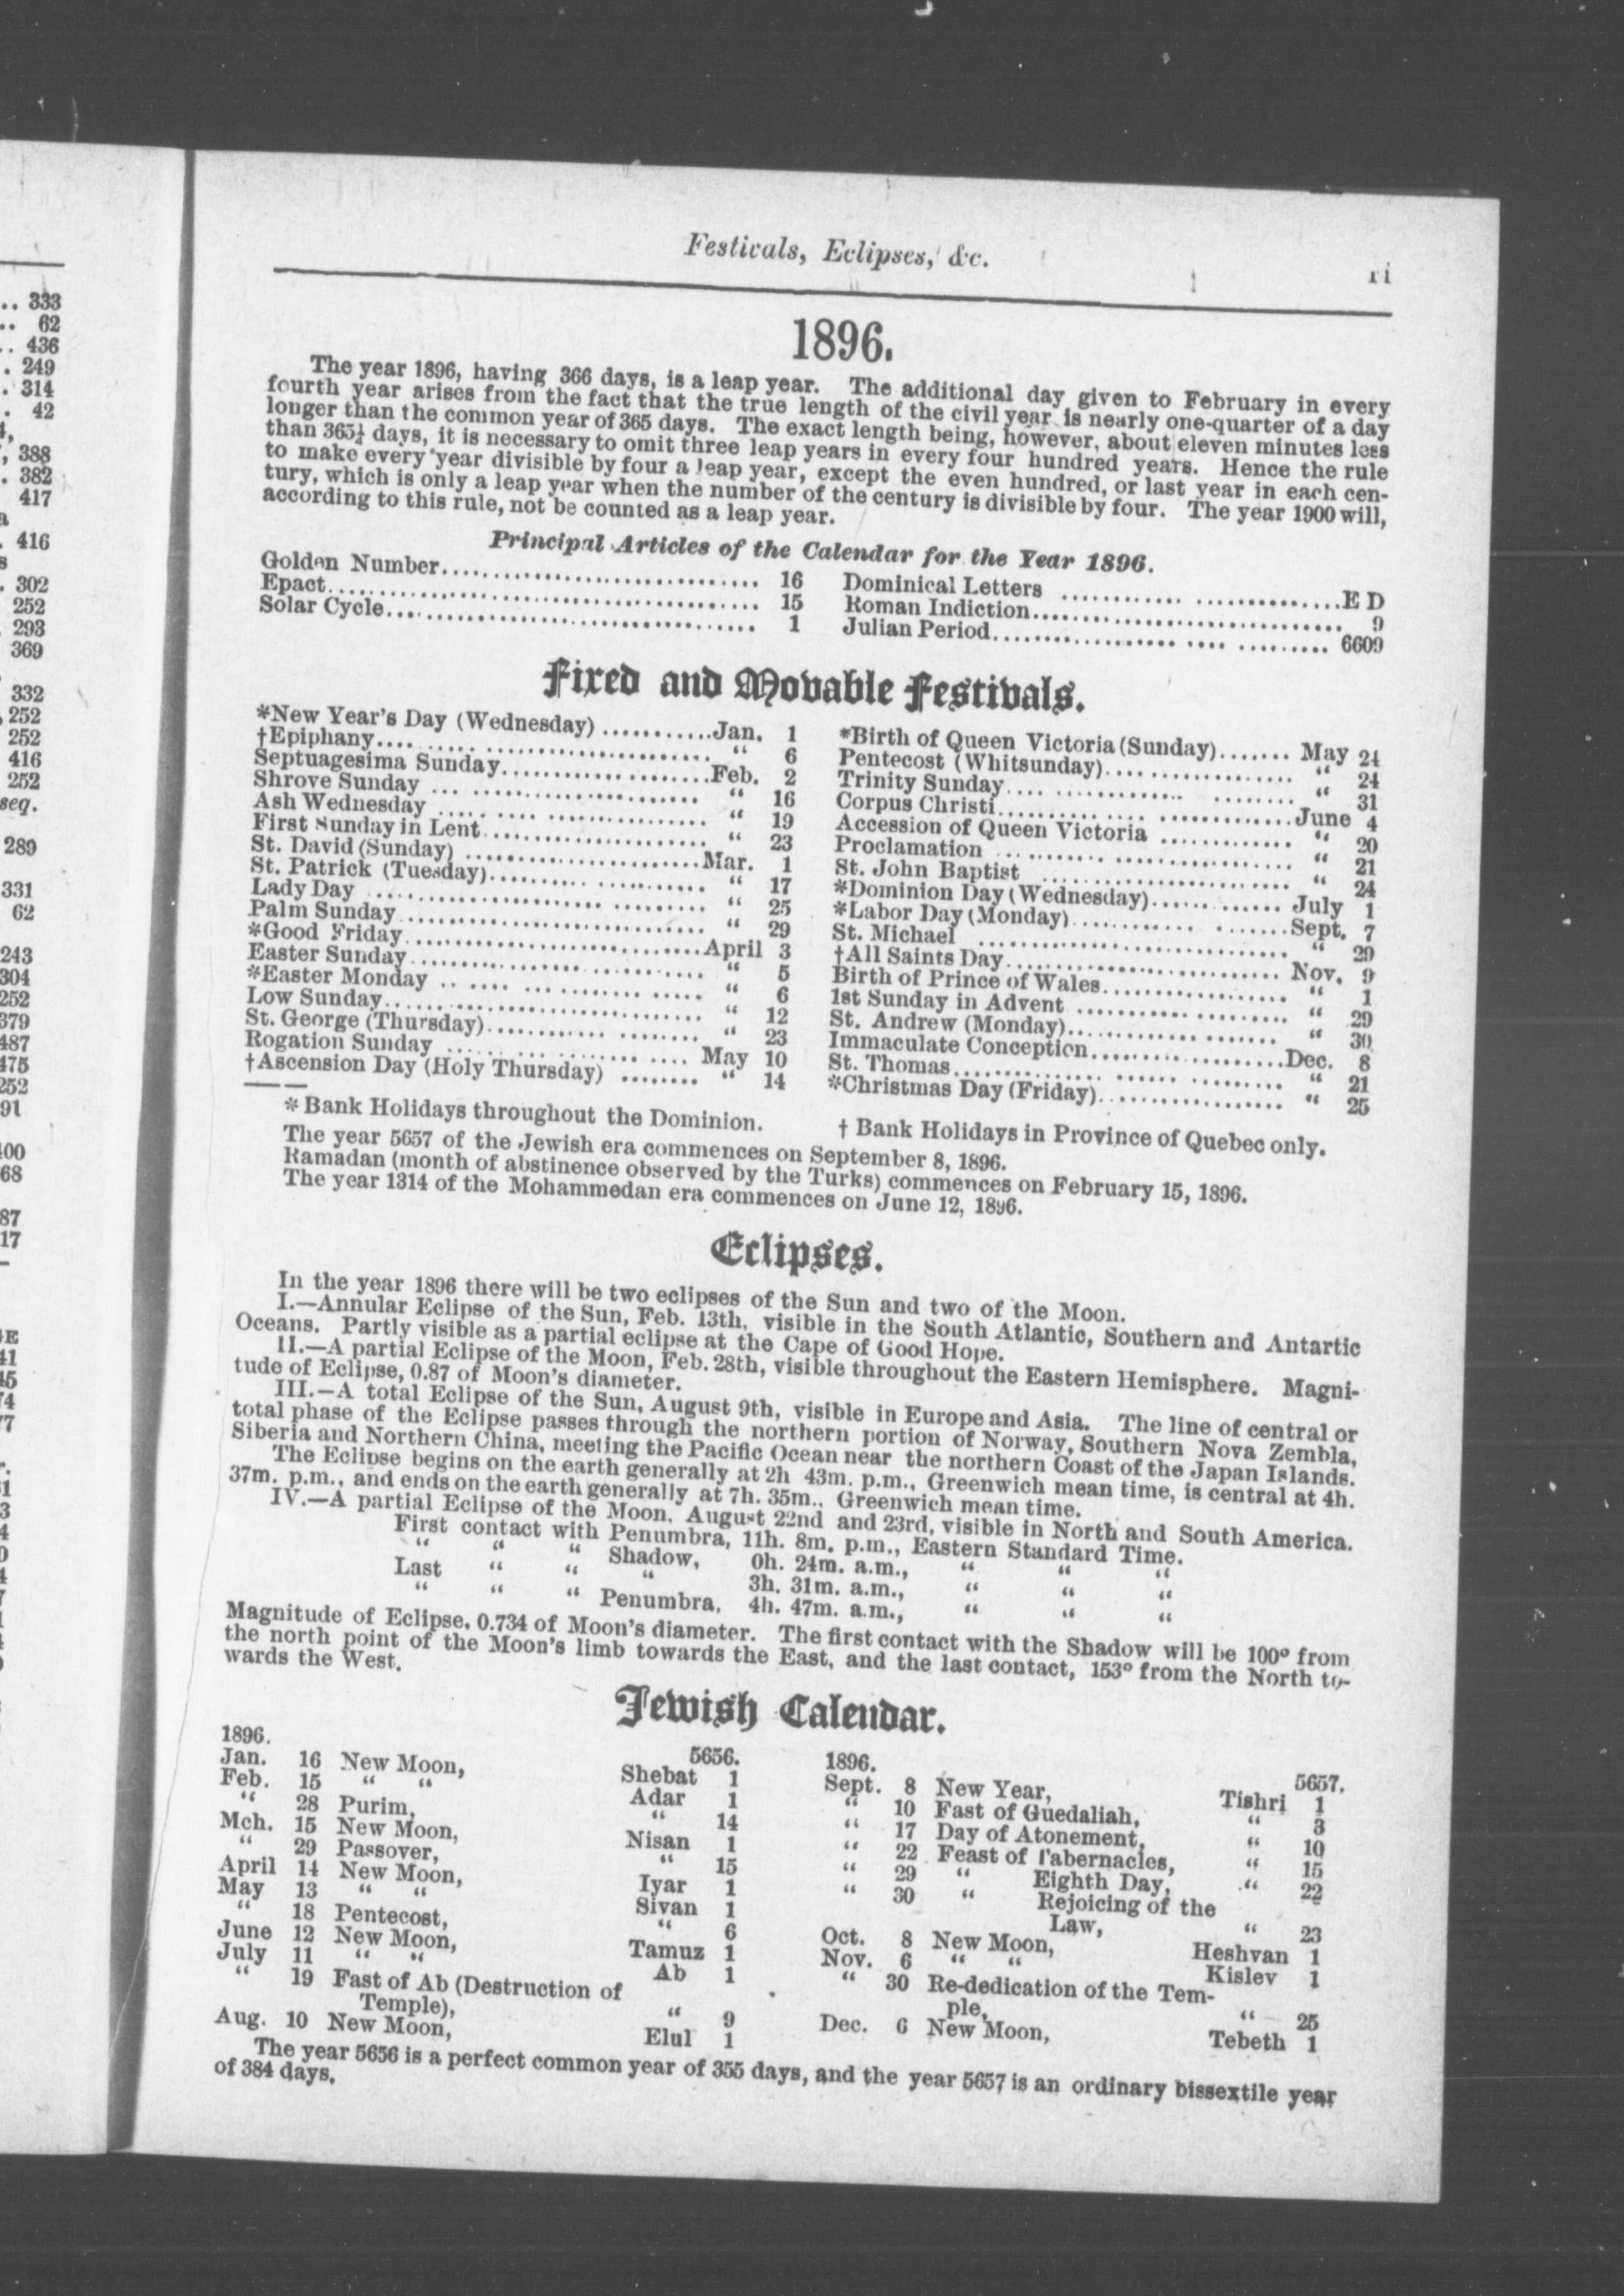 .. 333
.. 62
.. 436
. 249
. 314
. 42
, 388
. 382
417
. 416
. 302
252
293
369
332
, 252
252
416
252
seq.
289
331
62
243
304
252
379
487
475
252
91
68
87
17
Festivals, Eclipses, &c.
1896.
The year 1896, having 366 days, is a leap year. The additional day given to February in every
fourth year arises from the fact that the true length of the civil year is nearly one-quarter of a day
longer than the common year of 365 days. The exact length being, however, about eleven minutes less
than 365¼ days, it is necessary to omit three leap years in every four hundred years. Hence the rule
to make every year divisible by four a leap year, except the even hundred, or last year in each cen-
tury, which is only a leap year when the number of the century is divisible by four. The year 1900 will,
according to this rule, not be counted as a leap year.
Principal Articles of the Calendar for the Year 1896.
Golden Number.... 16 Dominical Letters .... E D
Epact.... 15 Roman Indiction.... 9
Solar Cycle.... 1 Julian Period.... 6609
Fixed and Movable Festivals.
*New Year's Day (Wednesday) .... Jan. 1
†Epiphany.... " 6
Septuagesima Sunday.... Feb. 2
Shrove Sunday .... " 16
Ash Wednesday .... " 19
First Sunday in Lent.... " 23
St. David (Sunday) .... Mar. 1
St. Patrick (Tuesday).... " 17
Lady Day .... " 25
Palm Sunday.... " 29
*Good Friday.... April 3
Easter Sunday.... " 5
*Easter Monday .... " 6
Low Sunday.... " 12
St. George (Thursday).... " 23
Rogation Sunday .... May 10
†Ascension Day (Holy Thursday) .... " 14
*Birth of Queen Victoria (Sunday).... May 24
Pentecost (Whitsunday).... " 24
Trinity Sunday.... " 31
Corpus Christi.... June 4
Accession of Queen Victoria .... " 20
Proclamation .... " 21
St. John Baptist .... " 24
*Dominion Day (Wednesday).... July 1
*Labor Day (Monday).... Sept. 7
St. Michael .... " 29
†All Saints Day.... Nov. 9
Birth of Prince of Wales.... " 1
1st Sunday in Advent .... " 29
St. Andrew (Monday).... " 30
Immaculate Conception.... Dec. 8
St. Thomas.... " 21
*Christmas Day (Friday).... " 25
* Bank Holidays throughout the Dominion. † Bank Holidays in Province of Quebec only.
The year 5657 of the Jewish era commences on September 8, 1896.
Ramadan (month of abstinence observed by the Turks) commences on February 15, 1896.
The year 1314 of the Mohammedan era commences on June 12, 1896.
Eclipses.
In the year 1896 there will be two eclipses of the Sun and two of the Moon.
I.—Annular Eclipse of the Sun, Feb. 13th, visible in the South Atlantic, Southern and Antartic
Oceans. Partly visible as a partial eclipse at the Cape of Good Hope.
II.—A partial Eclipse of the Moon, Feb. 28th, visible throughout the Eastern Hemisphere. Magni-
tude of Eclipse, 0.87 of Moon's diameter.
III.—A total Eclipse of the Sun, August 9th, visible in Europe and Asia. The line of central or
total phase of the Eclipse passes through the northern portion of Norway, Southern Nova Zembla,
Siberia and Northern China, meeting the Pacific Ocean near the northern Coast of the Japan Islands.
The Eclipse begins on the earth generally at 2h 43m. p.m., Greenwich mean time, is central at 4h.
37m. p.m., and ends on the earth generally at 7h. 35m., Greenwich mean time.
IV.—A partial Eclipse of the Moon, August 22nd and 23rd, visible in North and South America.
First contact with Penumbra, 11h. 8m. p.m., Eastern Standard Time.
" " " Shadow, 0h. 24m. a.m., " " "
Last " " " 3h. 31m. a.m., " " "
" " " Penumbra, 4h. 47m. a.m., " " "
Magnitude of Eclipse, 0.734 of Moon's diameter. The first contact with the Shadow will be 100° from
the north point of the Moon's limb towards the East, and the last contact, 153° from the North to-
wards the West.
Jewish Calendar.
1896. 5656.
Jan. 16 New Moon, Shebat 1
Feb. 15 " " Adar 1
" 28 Purim, " 14
Mch. 15 New Moon, Nisan 1
" 29 Passover, " 15
April 14 New Moon, Iyar 1
May 13 " " Sivan 1
" 18 Pentecost, " 6
June 12 New Moon, Tamuz 1
July 11 " " Ab 1
" 19 Fast of Ab (Destruction of
Temple), " 9
Aug. 10 New Moon, Elul 1
1896. 5657.
Sept. 8 New Year, Tishri 1
" 10 Fast of Guedaliah, " 3
" 17 Day of Atonement, " 10
" 22 Feast of Tabernacles, " 15
" 29 " Eighth Day, " 22
" 30 " Rejoicing of the
Law, " 23
Oct. 8 New Moon, Heshvan 1
Nov. 6 " " Kislev 1
" 30 Re-dedication of the Tem-
ple, " 25
Dec. 6 New Moon, Tebeth 1
The year 5656 is a perfect common year of 355 days, and the year 5657 is an ordinary bissextile year
of 384 days.